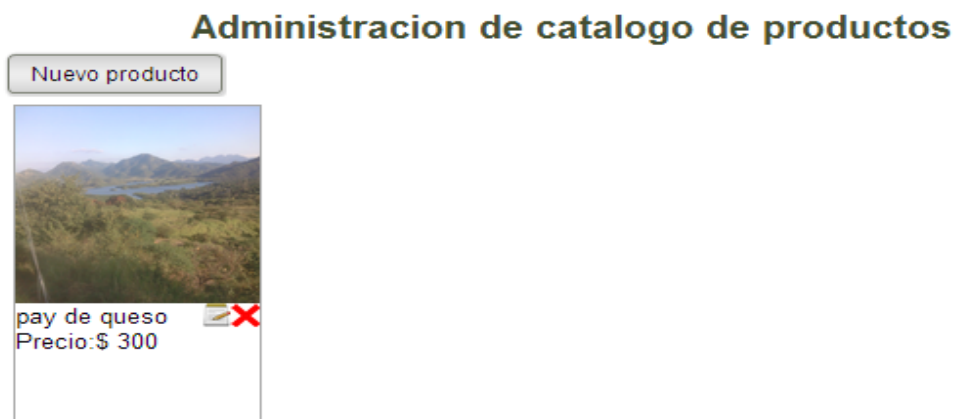 Administracion de catalogo de productos
Nuevo producto
pay de queso
Precio:$ 300